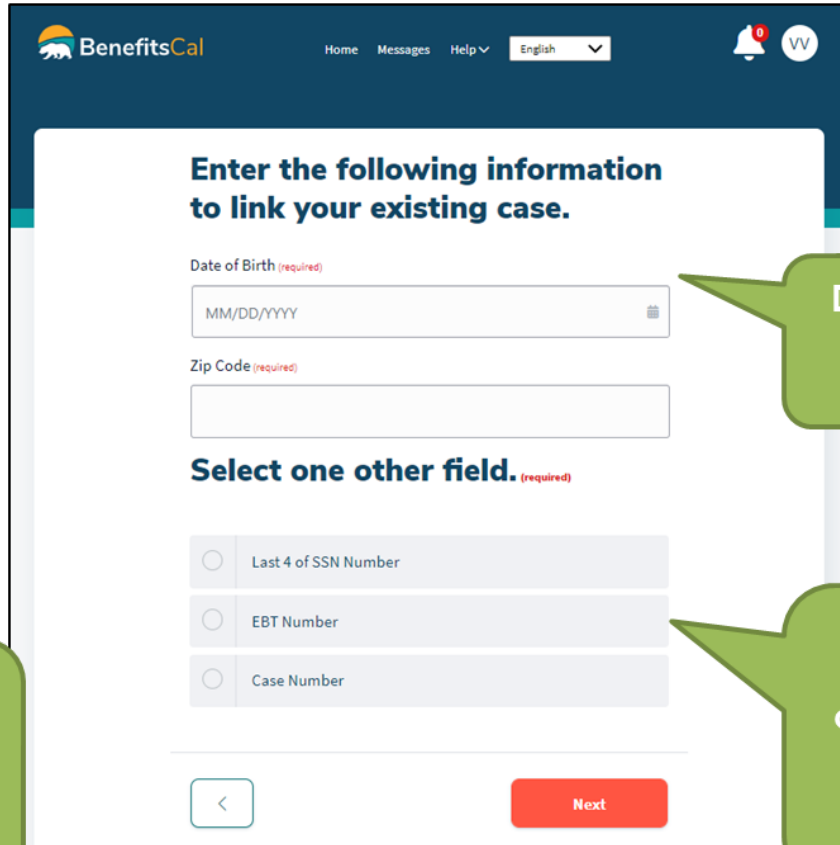 BenefitsCal
Home Messages Help English
0
VV
Enter the following information
to link your existing case.
Date of Birth (required)
MM/DD/YYYY
Zip Code (required)
Select one other field. (required)
Last 4 of SSN Number
EBT Number
Case Number
<
Next